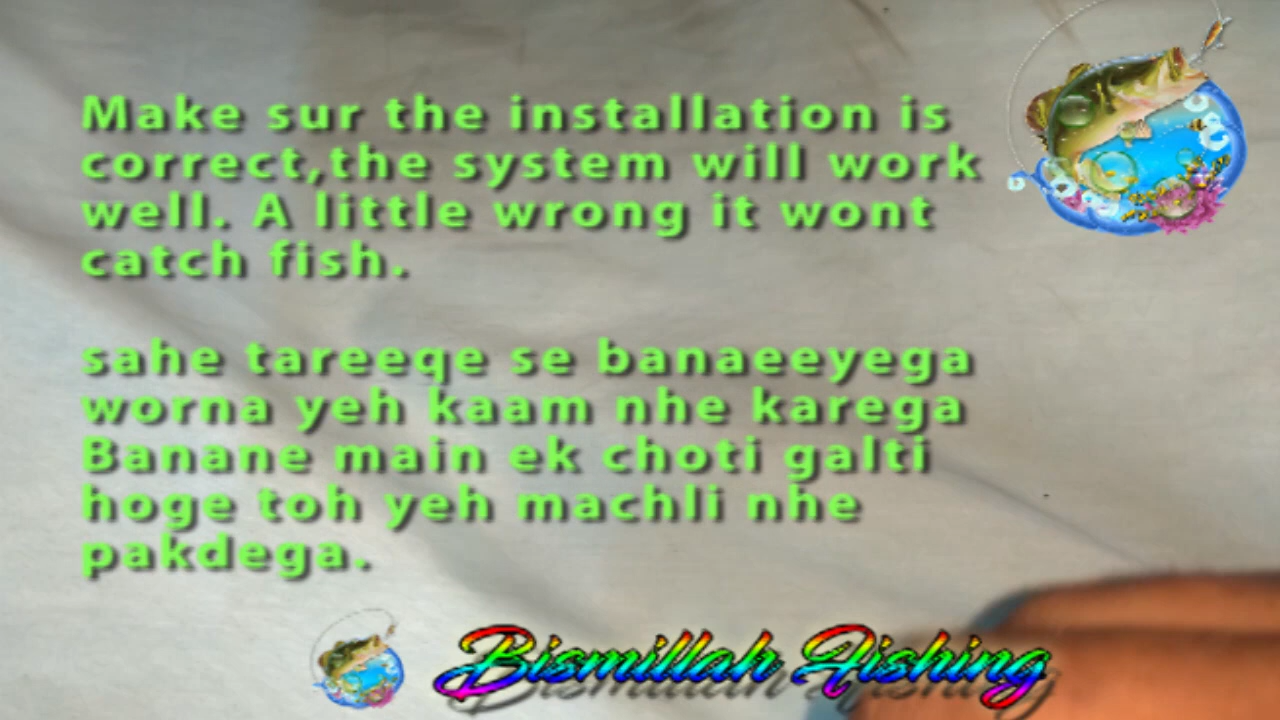 Make sur the installation is
correct,the system will work
well. A little wrong it wont
catch fish.
sahe tareeqe se banaeeyega
worna yeh kaam nhe karega
Banane main ek choti galti
hoge toh yeh machli nhe
pakdega.
Bismillah Fishing